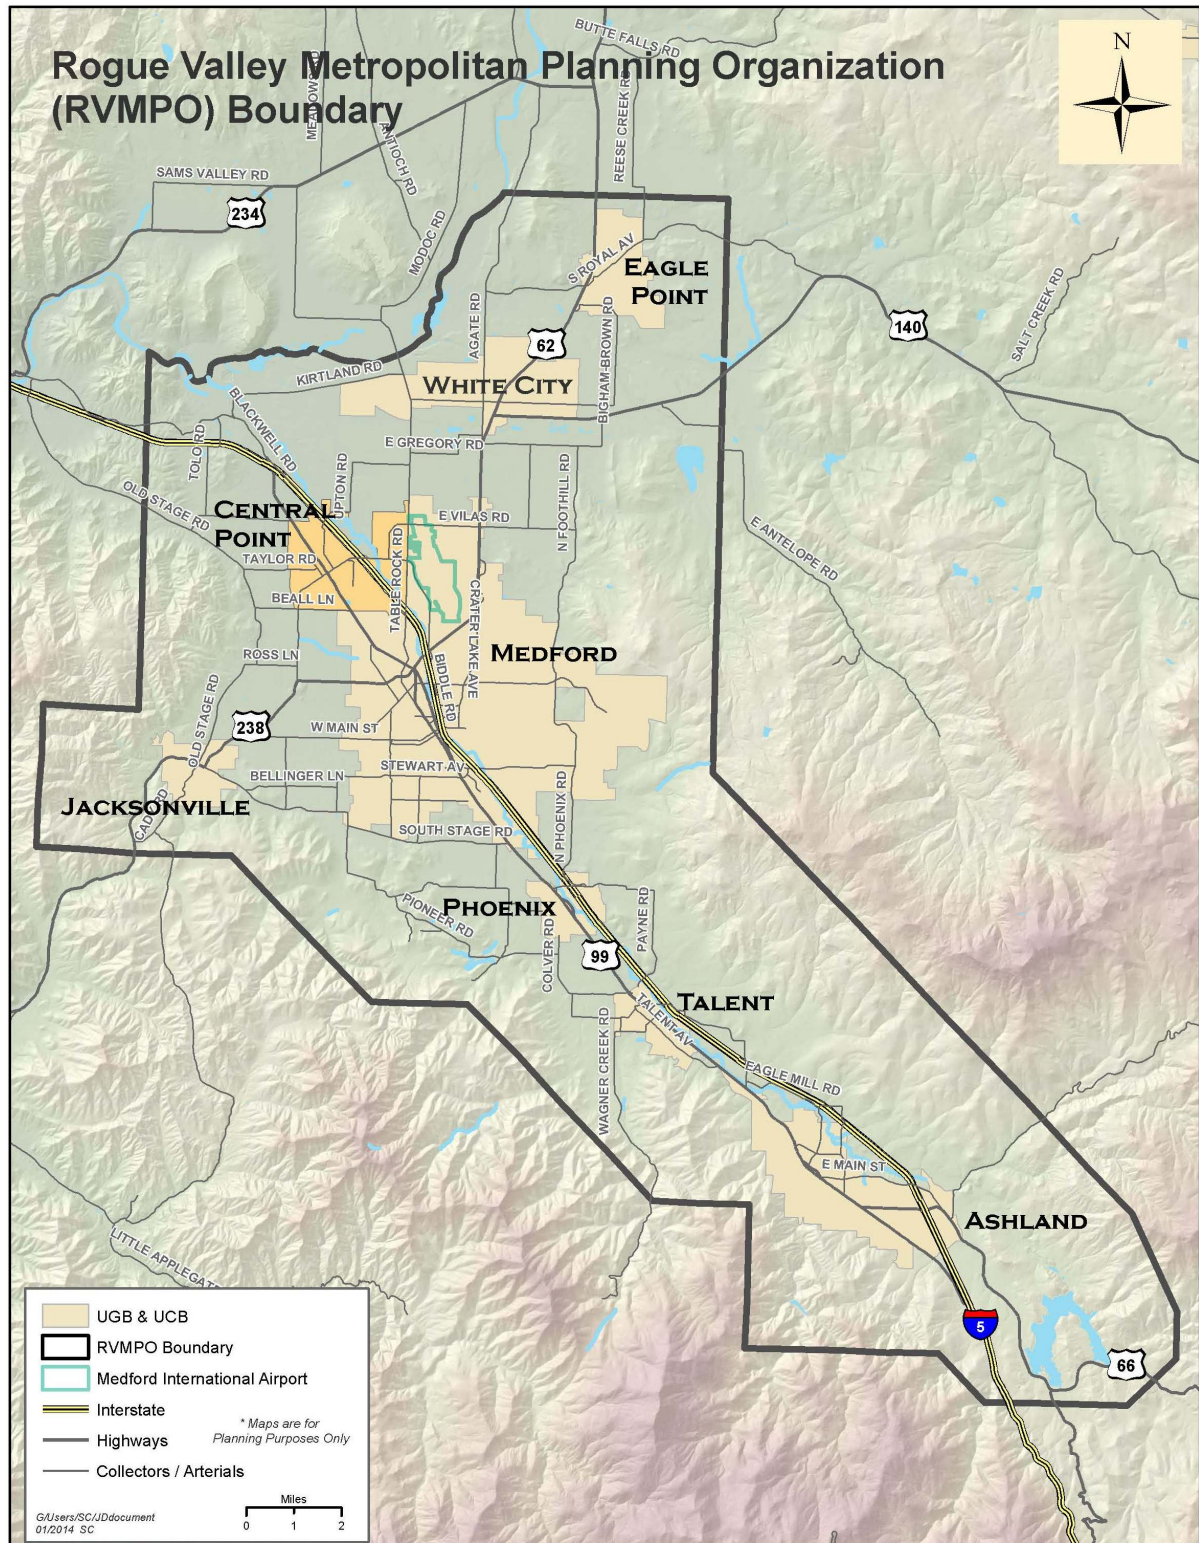 Rogue Valley Metropolitan Planning Organization
(RVMPO) Boundary
N
BUTTE FALLS RD
REESE CREEK RD
ANTIOCH RD
SAMS VALLEY RD
234
MODOC RD
S ROYAL AV
EAGLE
POINT
SALT CREEK RD
140
AGATE RD
62
BIGHAM-BROWN RD
KIRTLAND RD
WHITE CITY
BLACKWELL RD
TOLO RD
E GREGORY RD
UPTON RD
N FOOTHILL RD
OLD STAGE RD
CENTRAL
POINT
E VILAS RD
E ANTELOPE RD
TAYLOR RD
TABLE ROCK RD
BEALL LN
CRATER LAKE AVE
ROSS LN
MEDFORD
BIDDLE RD
OLD STAGE RD
238
W MAIN ST
STEWART AV
BELLINGER LN
JACKSONVILLE
CADY RD
SOUTH STAGE RD
N PHOENIX RD
PIONEER RD
PHOENIX
COLVER RD
PAYNE RD
99
TALENT
TALENT AV
WAGNER CREEK RD
EAGLE MILL RD
E MAIN ST
ASHLAND
LITTLE APPLEGATE
5
66
UGB & UCB
RVMPO Boundary
Medford International Airport
Interstate
Highways
Collectors / Arterials
* Maps are for
Planning Purposes Only
Miles
0 1 2
G/Users/SC/JDdocument
01/2014 SC